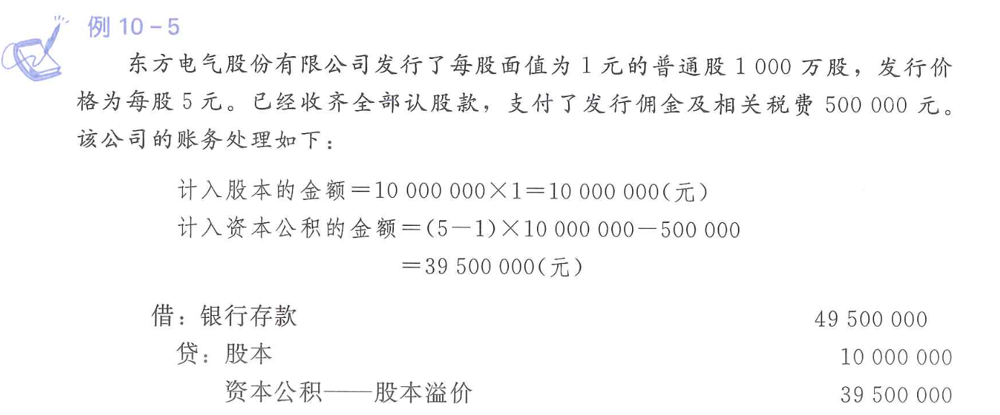 例 10-5
东方电气股份有限公司发行了每股面值为 1 元的普通股 1 000 万股，发行价
格为每股 5 元。已经收齐全部认股款，支付了发行佣金及相关税费 500 000 元。
该公司的账务处理如下：
计入股本的金额＝10 000 000×1＝10 000 000(元)
计入资本公积的金额＝(5－1)×10 000 000－500 000
＝39 500 000(元)
借：银行存款 49 500 000
贷：股本 10 000 000
资本公积——股本溢价 39 500 000